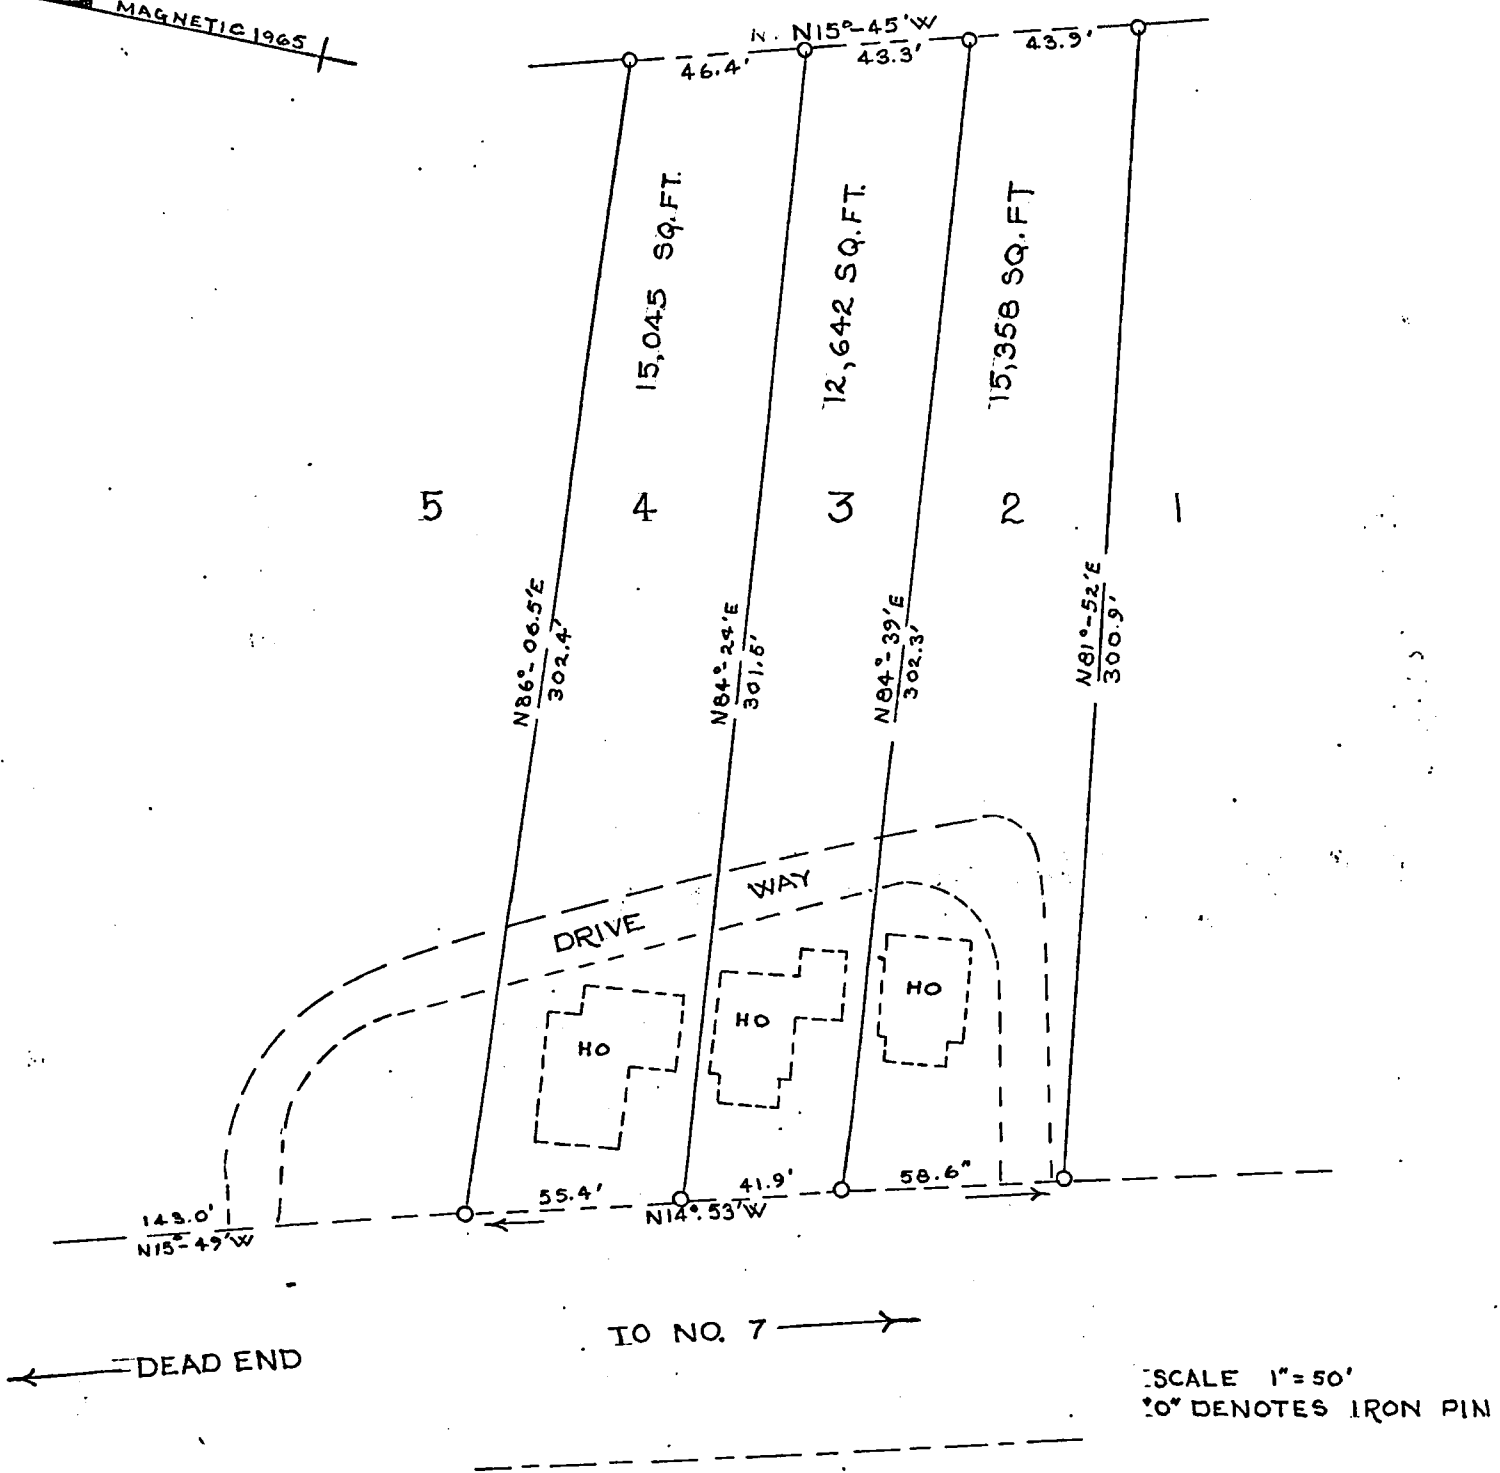 MAGNETIC 1965
N. N15°-45'W
46.4' 43.3' 43.9'
15,045 SQ.FT.
12,642 SQ.FT.
15,358 SQ.FT
5 4 3 2 1
N86°-06.5'E
302.4'
N84°-24'E
301.6'
N84°-39'E
302.3'
N81°-52'E
300.9'
DRIVE WAY
HO HO HO
55.4' 41.9' 58.6"
N14°.53'W
143.0'
N15°-49'W
TO NO. 7
DEAD END
SCALE 1"=50'
"O" DENOTES IRON PIN